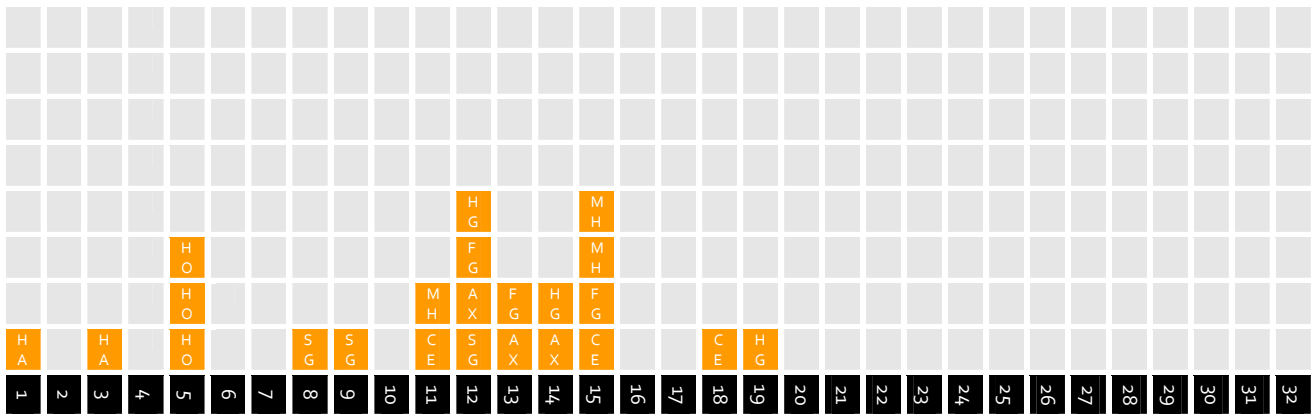 H M
G H
H F M
O G H
H M A F H F
O H X G G G
H H H S S C S A A C C H
A A O G G E G X X E E G
1 2 3 4 5 6 7 8 9 10 11 12 13 14 15 16 17 18 19 20 21 22 23 24 25 26 27 28 29 30 31 32